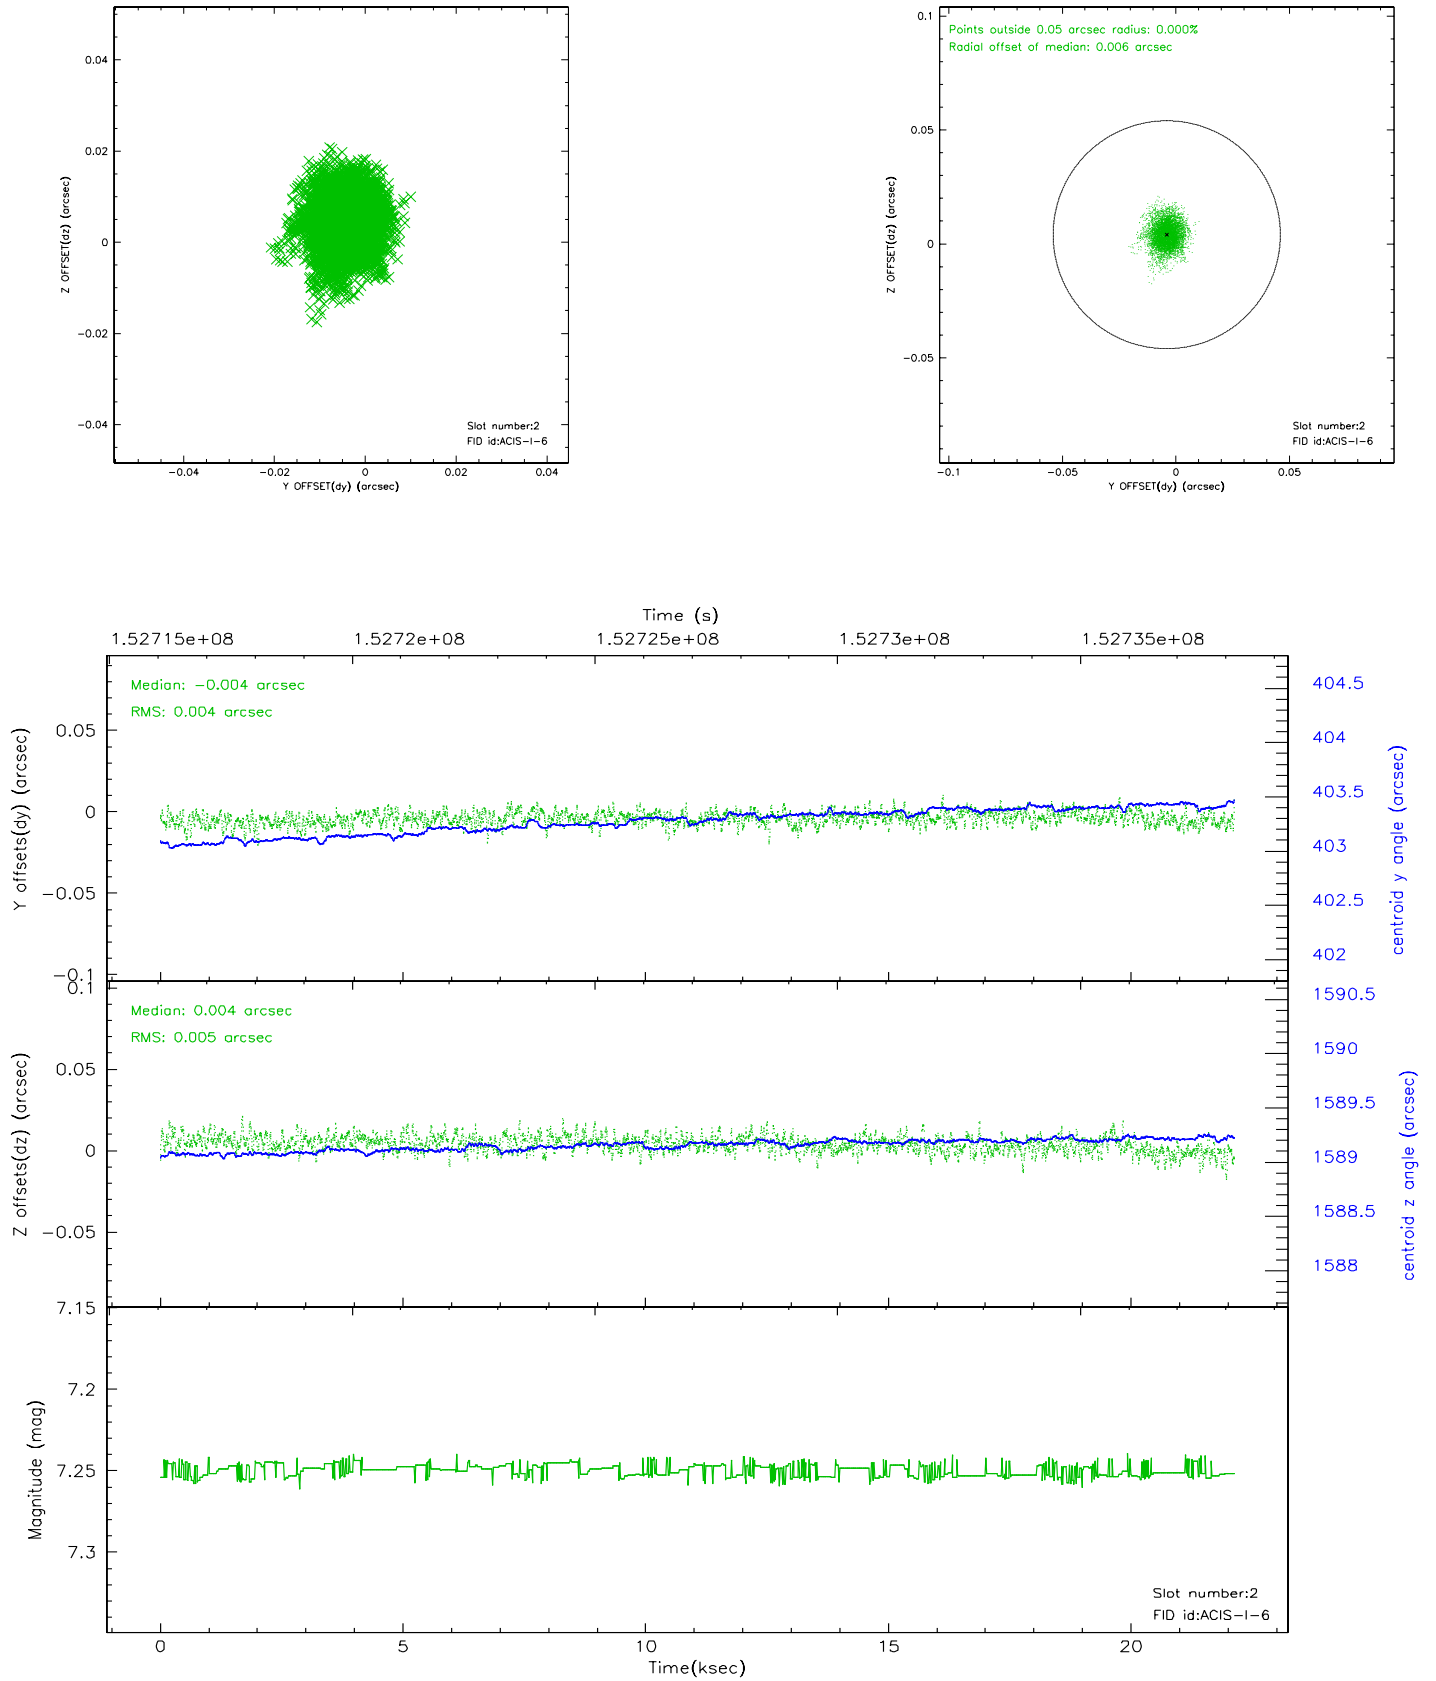 0.04
0.02
0
−0.02
−0.04
Z OFFSET(dz) (arcsec)
−0.04
−0.02
0
0.02
0.04
Y OFFSET(dy) (arcsec)
Slot number:2
FID id:ACIS−I−6
Points outside 0.05 arcsec radius: 0.000%
Radial offset of median: 0.006 arcsec
0.1
0.05
0
−0.05
Z OFFSET(dz) (arcsec)
−0.1
−0.05
0
0.05
Y OFFSET(dy) (arcsec)
Slot number:2
FID id:ACIS−I−6
Time (s)
1.52715e+08
1.5272e+08
1.52725e+08
1.5273e+08
1.52735e+08
Median: −0.004 arcsec
RMS: 0.004 arcsec
0.05
0
−0.05
−0.1
Y offsets(dy) (arcsec)
404.5
404
403.5
403
402.5
402
centroid y angle (arcsec)
Median: 0.004 arcsec
RMS: 0.005 arcsec
0.1
0.05
0
−0.05
Z offsets(dz) (arcsec)
1590.5
1590
1589.5
1589
1588.5
1588
centroid z angle (arcsec)
7.15
7.2
7.25
7.3
Magnitude (mag)
Slot number:2
FID id:ACIS−I−6
0
5
10
15
20
Time(ksec)